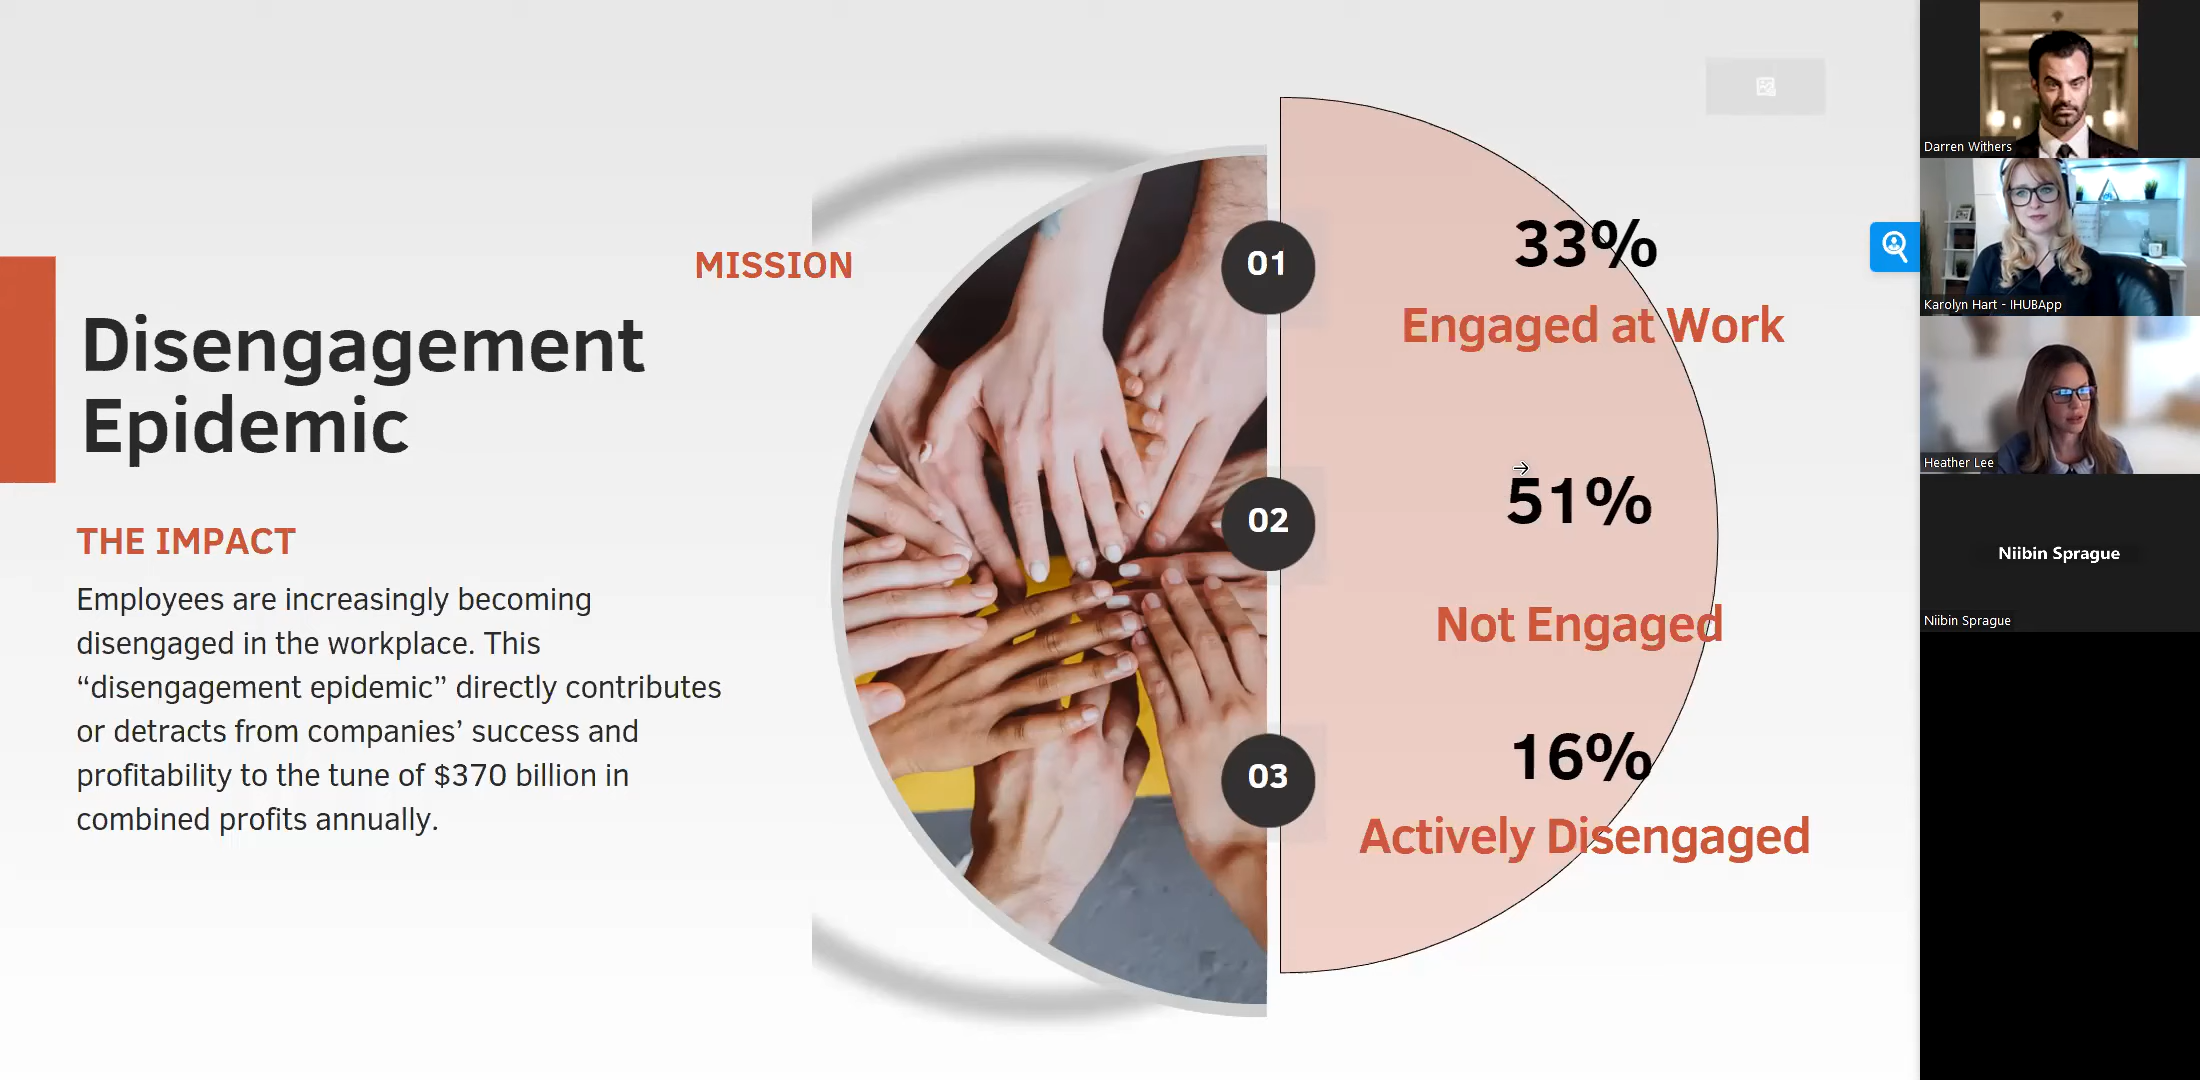 MISSION
Disengagement
Epidemic
THE IMPACT
Employees are increasingly becoming
disengaged in the workplace. This
“disengagement epidemic” directly contributes
or detracts from companies’ success and
profitability to the tune of $370 billion in
combined profits annually.
01
33%
Engaged at Work
02
51%
Not Engaged
03
16%
Actively Disengaged
Darren Withers
Karolyn Hart - IHUBApp
Heather Lee
Niibin Sprague
Niibin Sprague